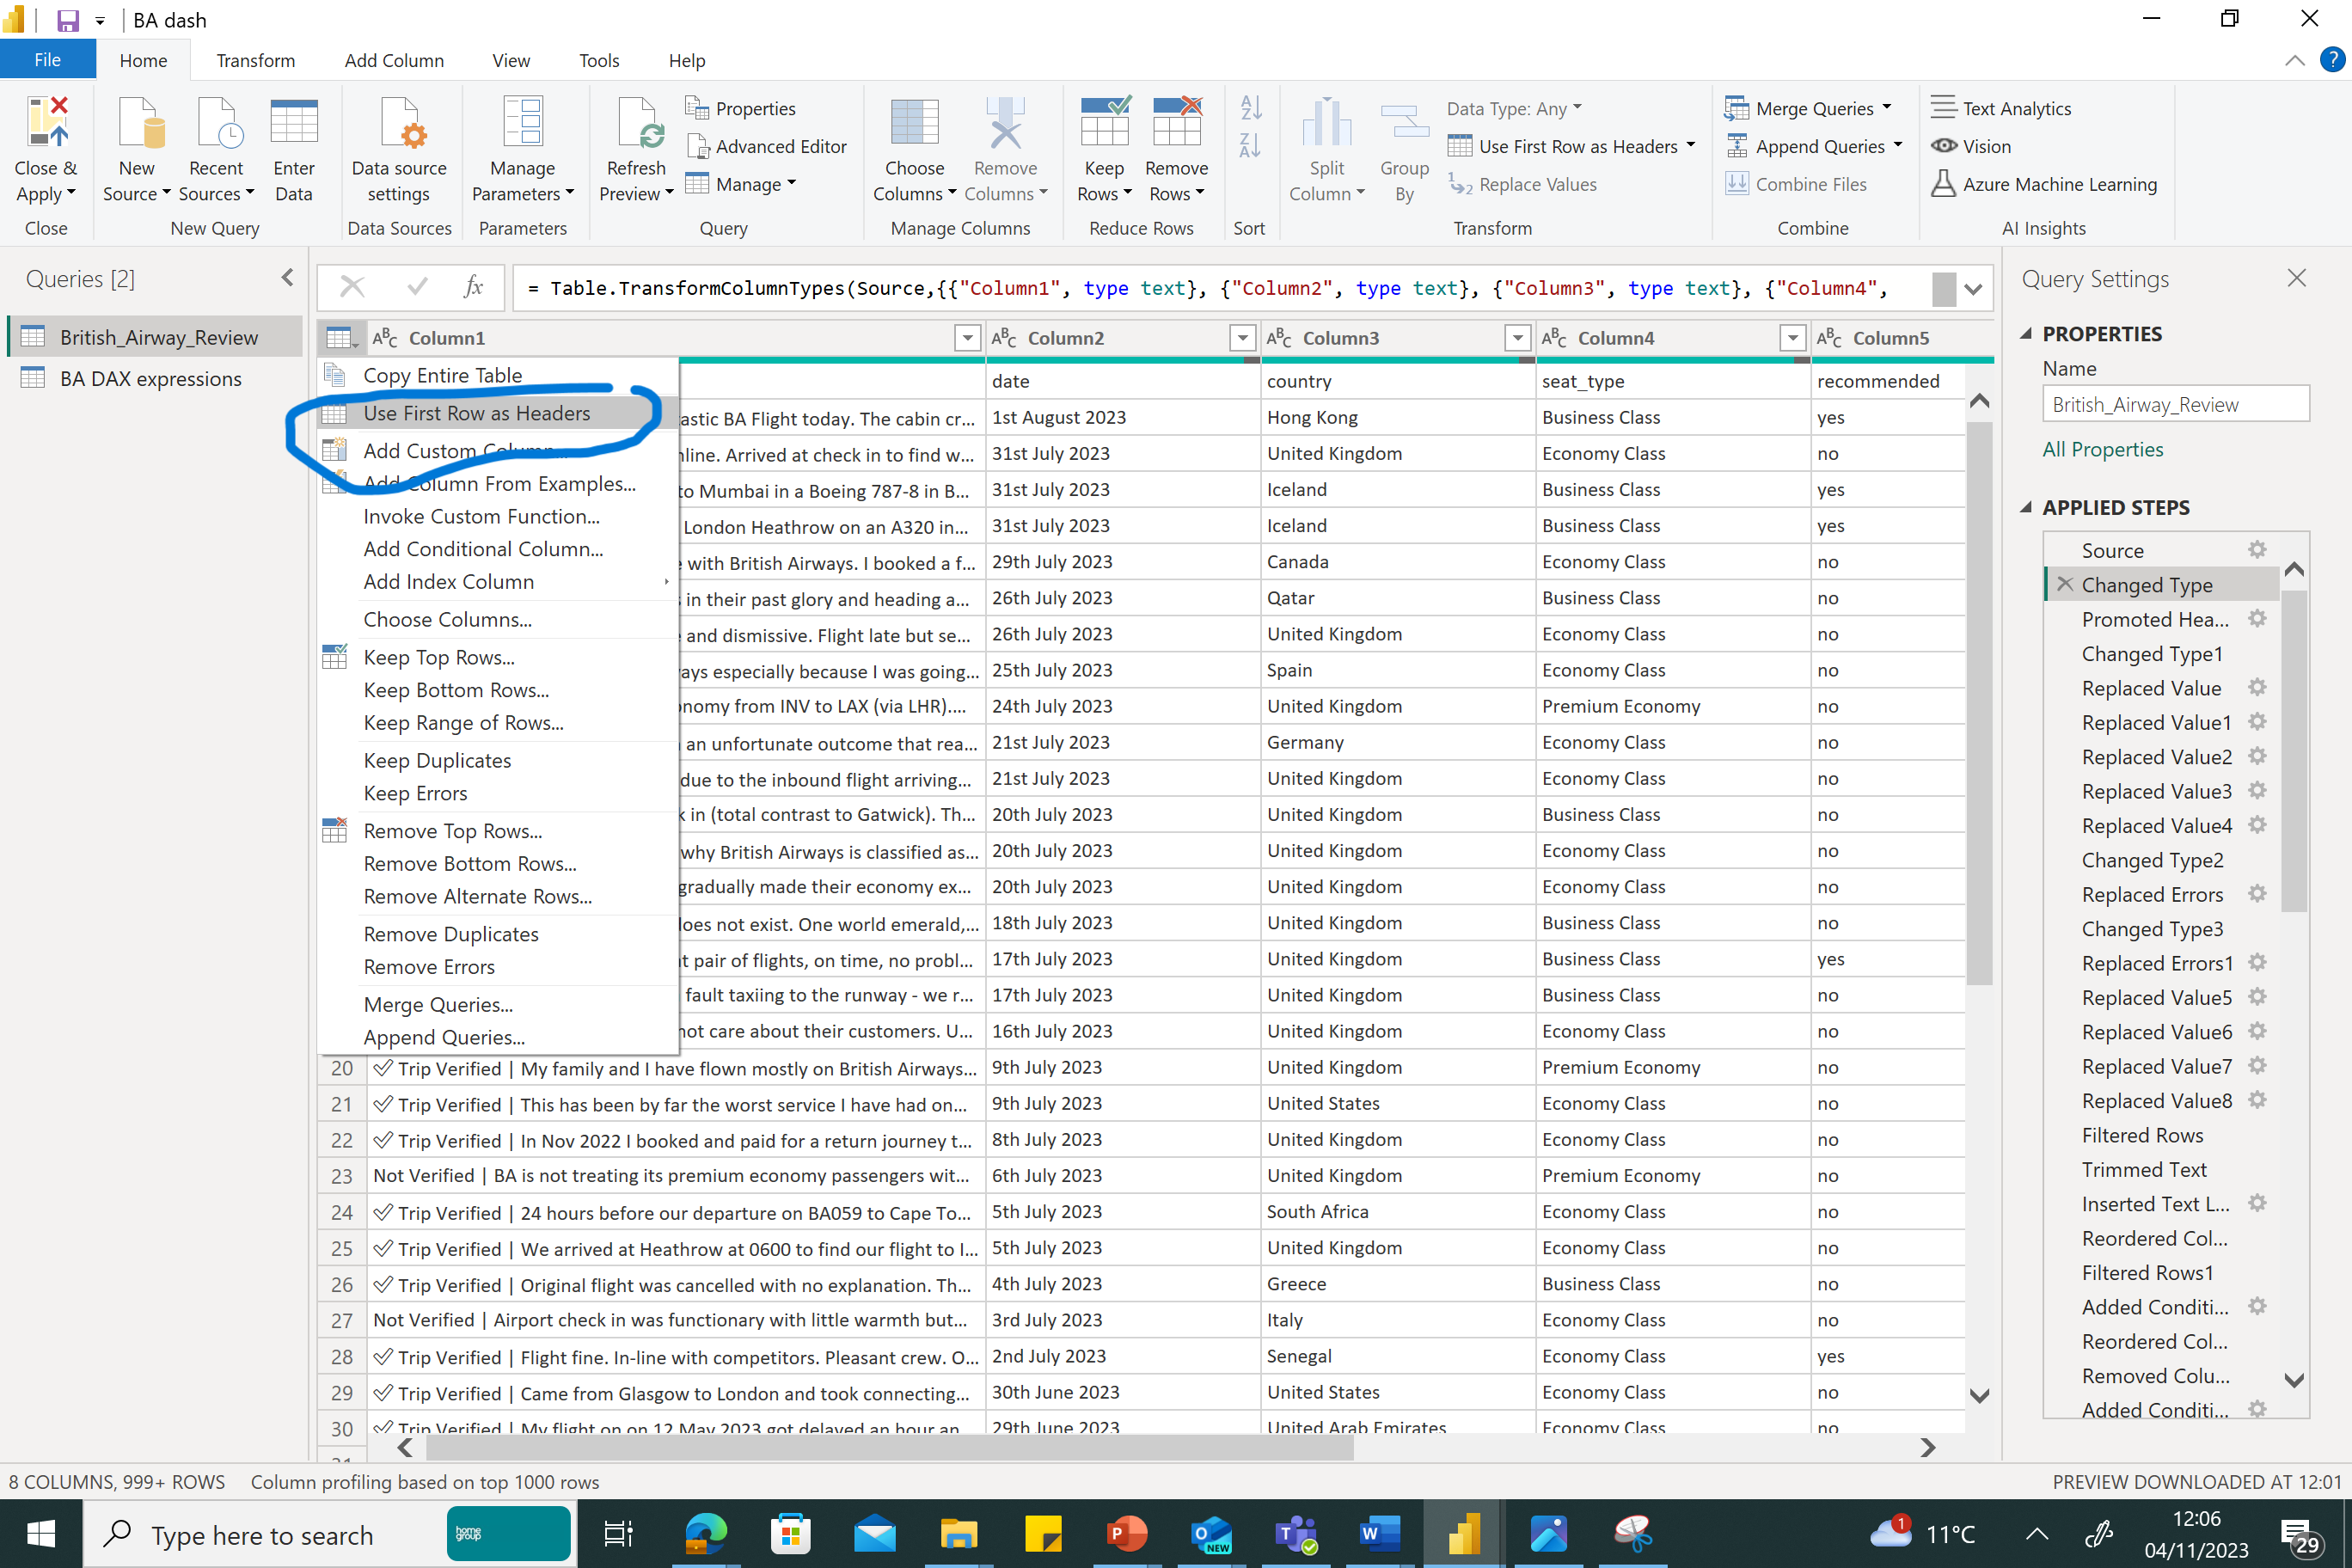 BA dash
File Home Transform Add Column View Tools Help
Close & Apply New Source Recent Sources Enter Data Data source settings Manage Parameters Refresh Preview Properties Advanced Editor Manage Choose Columns Remove Columns Keep Rows Remove Rows Split Column Group By Data Type: Any Use First Row as Headers Replace Values Merge Queries Append Queries Combine Files Text Analytics Vision Azure Machine Learning
Close New Query Data Sources Parameters Query Manage Columns Reduce Rows Sort Transform Combine AI Insights
Queries [2]
British_Airway_Review
BA DAX expressions
fx = Table.TransformColumnTypes(Source,{{"Column1", type text}, {"Column2", type text}, {"Column3", type text}, {"Column4",
Column1 Column2 Column3 Column4 Column5
Copy Entire Table
Use First Row as Headers
Add Custom Column...
Add Column From Examples...
Invoke Custom Function...
Add Conditional Column...
Add Index Column
Choose Columns...
Keep Top Rows...
Keep Bottom Rows...
Keep Range of Rows...
Keep Duplicates
Keep Errors
Remove Top Rows...
Remove Bottom Rows...
Remove Alternate Rows...
Remove Duplicates
Remove Errors
Merge Queries...
Append Queries...
date country seat_type recommended
astic BA Flight today. The cabin cr... 1st August 2023 Hong Kong Business Class yes
nline. Arrived at check in to find w... 31st July 2023 United Kingdom Economy Class no
to Mumbai in a Boeing 787-8 in B... 31st July 2023 Iceland Business Class yes
London Heathrow on an A320 in... 31st July 2023 Iceland Business Class yes
with British Airways. I booked a f... 29th July 2023 Canada Economy Class no
in their past glory and heading a... 26th July 2023 Qatar Business Class no
and dismissive. Flight late but se... 26th July 2023 United Kingdom Economy Class no
ays especially because I was going... 25th July 2023 Spain Economy Class no
nomy from INV to LAX (via LHR).... 24th July 2023 United Kingdom Premium Economy no
an unfortunate outcome that rea... 21st July 2023 Germany Economy Class no
due to the inbound flight arriving... 21st July 2023 United Kingdom Economy Class no
k in (total contrast to Gatwick). Th... 20th July 2023 United Kingdom Business Class no
why British Airways is classified as... 20th July 2023 United Kingdom Economy Class no
gradually made their economy ex... 20th July 2023 United Kingdom Economy Class no
does not exist. One world emerald,... 18th July 2023 United Kingdom Business Class no
t pair of flights, on time, no probl... 17th July 2023 United Kingdom Business Class yes
fault taxiing to the runway - we r... 17th July 2023 United Kingdom Business Class no
not care about their customers. U... 16th July 2023 United Kingdom Economy Class no
20 Trip Verified | My family and I have flown mostly on British Airways... 9th July 2023 United Kingdom Premium Economy no
21 Trip Verified | This has been by far the worst service I have had on... 9th July 2023 United States Economy Class no
22 Trip Verified | In Nov 2022 I booked and paid for a return journey t... 8th July 2023 United Kingdom Economy Class no
23 Not Verified | BA is not treating its premium economy passengers wit... 6th July 2023 United Kingdom Premium Economy no
24 Trip Verified | 24 hours before our departure on BA059 to Cape To... 5th July 2023 South Africa Economy Class no
25 Trip Verified | We arrived at Heathrow at 0600 to find our flight to I... 5th July 2023 United Kingdom Economy Class no
26 Trip Verified | Original flight was cancelled with no explanation. Th... 4th July 2023 Greece Business Class no
27 Not Verified | Airport check in was functionary with little warmth but... 3rd July 2023 Italy Economy Class no
28 Trip Verified | Flight fine. In-line with competitors. Pleasant crew. O... 2nd July 2023 Senegal Economy Class yes
29 Trip Verified | Came from Glasgow to London and took connecting... 30th June 2023 United States Economy Class no
30 Trip Verified | My flight on on 12 May 2023 got delayed an hour an... 29th June 2023 United Arab Emirates Economy Class no
Query Settings
PROPERTIES
Name
British_Airway_Review
All Properties
APPLIED STEPS
Source
Changed Type
Promoted Hea...
Changed Type1
Replaced Value
Replaced Value1
Replaced Value2
Replaced Value3
Replaced Value4
Changed Type2
Replaced Errors
Changed Type3
Replaced Errors1
Replaced Value5
Replaced Value6
Replaced Value7
Replaced Value8
Filtered Rows
Trimmed Text
Inserted Text L...
Reordered Col...
Filtered Rows1
Added Conditi...
Reordered Col...
Removed Colu...
Added Conditi...
8 COLUMNS, 999+ ROWS Column profiling based on top 1000 rows PREVIEW DOWNLOADED AT 12:01
Type here to search home group NEW 1 11°C 12:06 29
04/11/2023